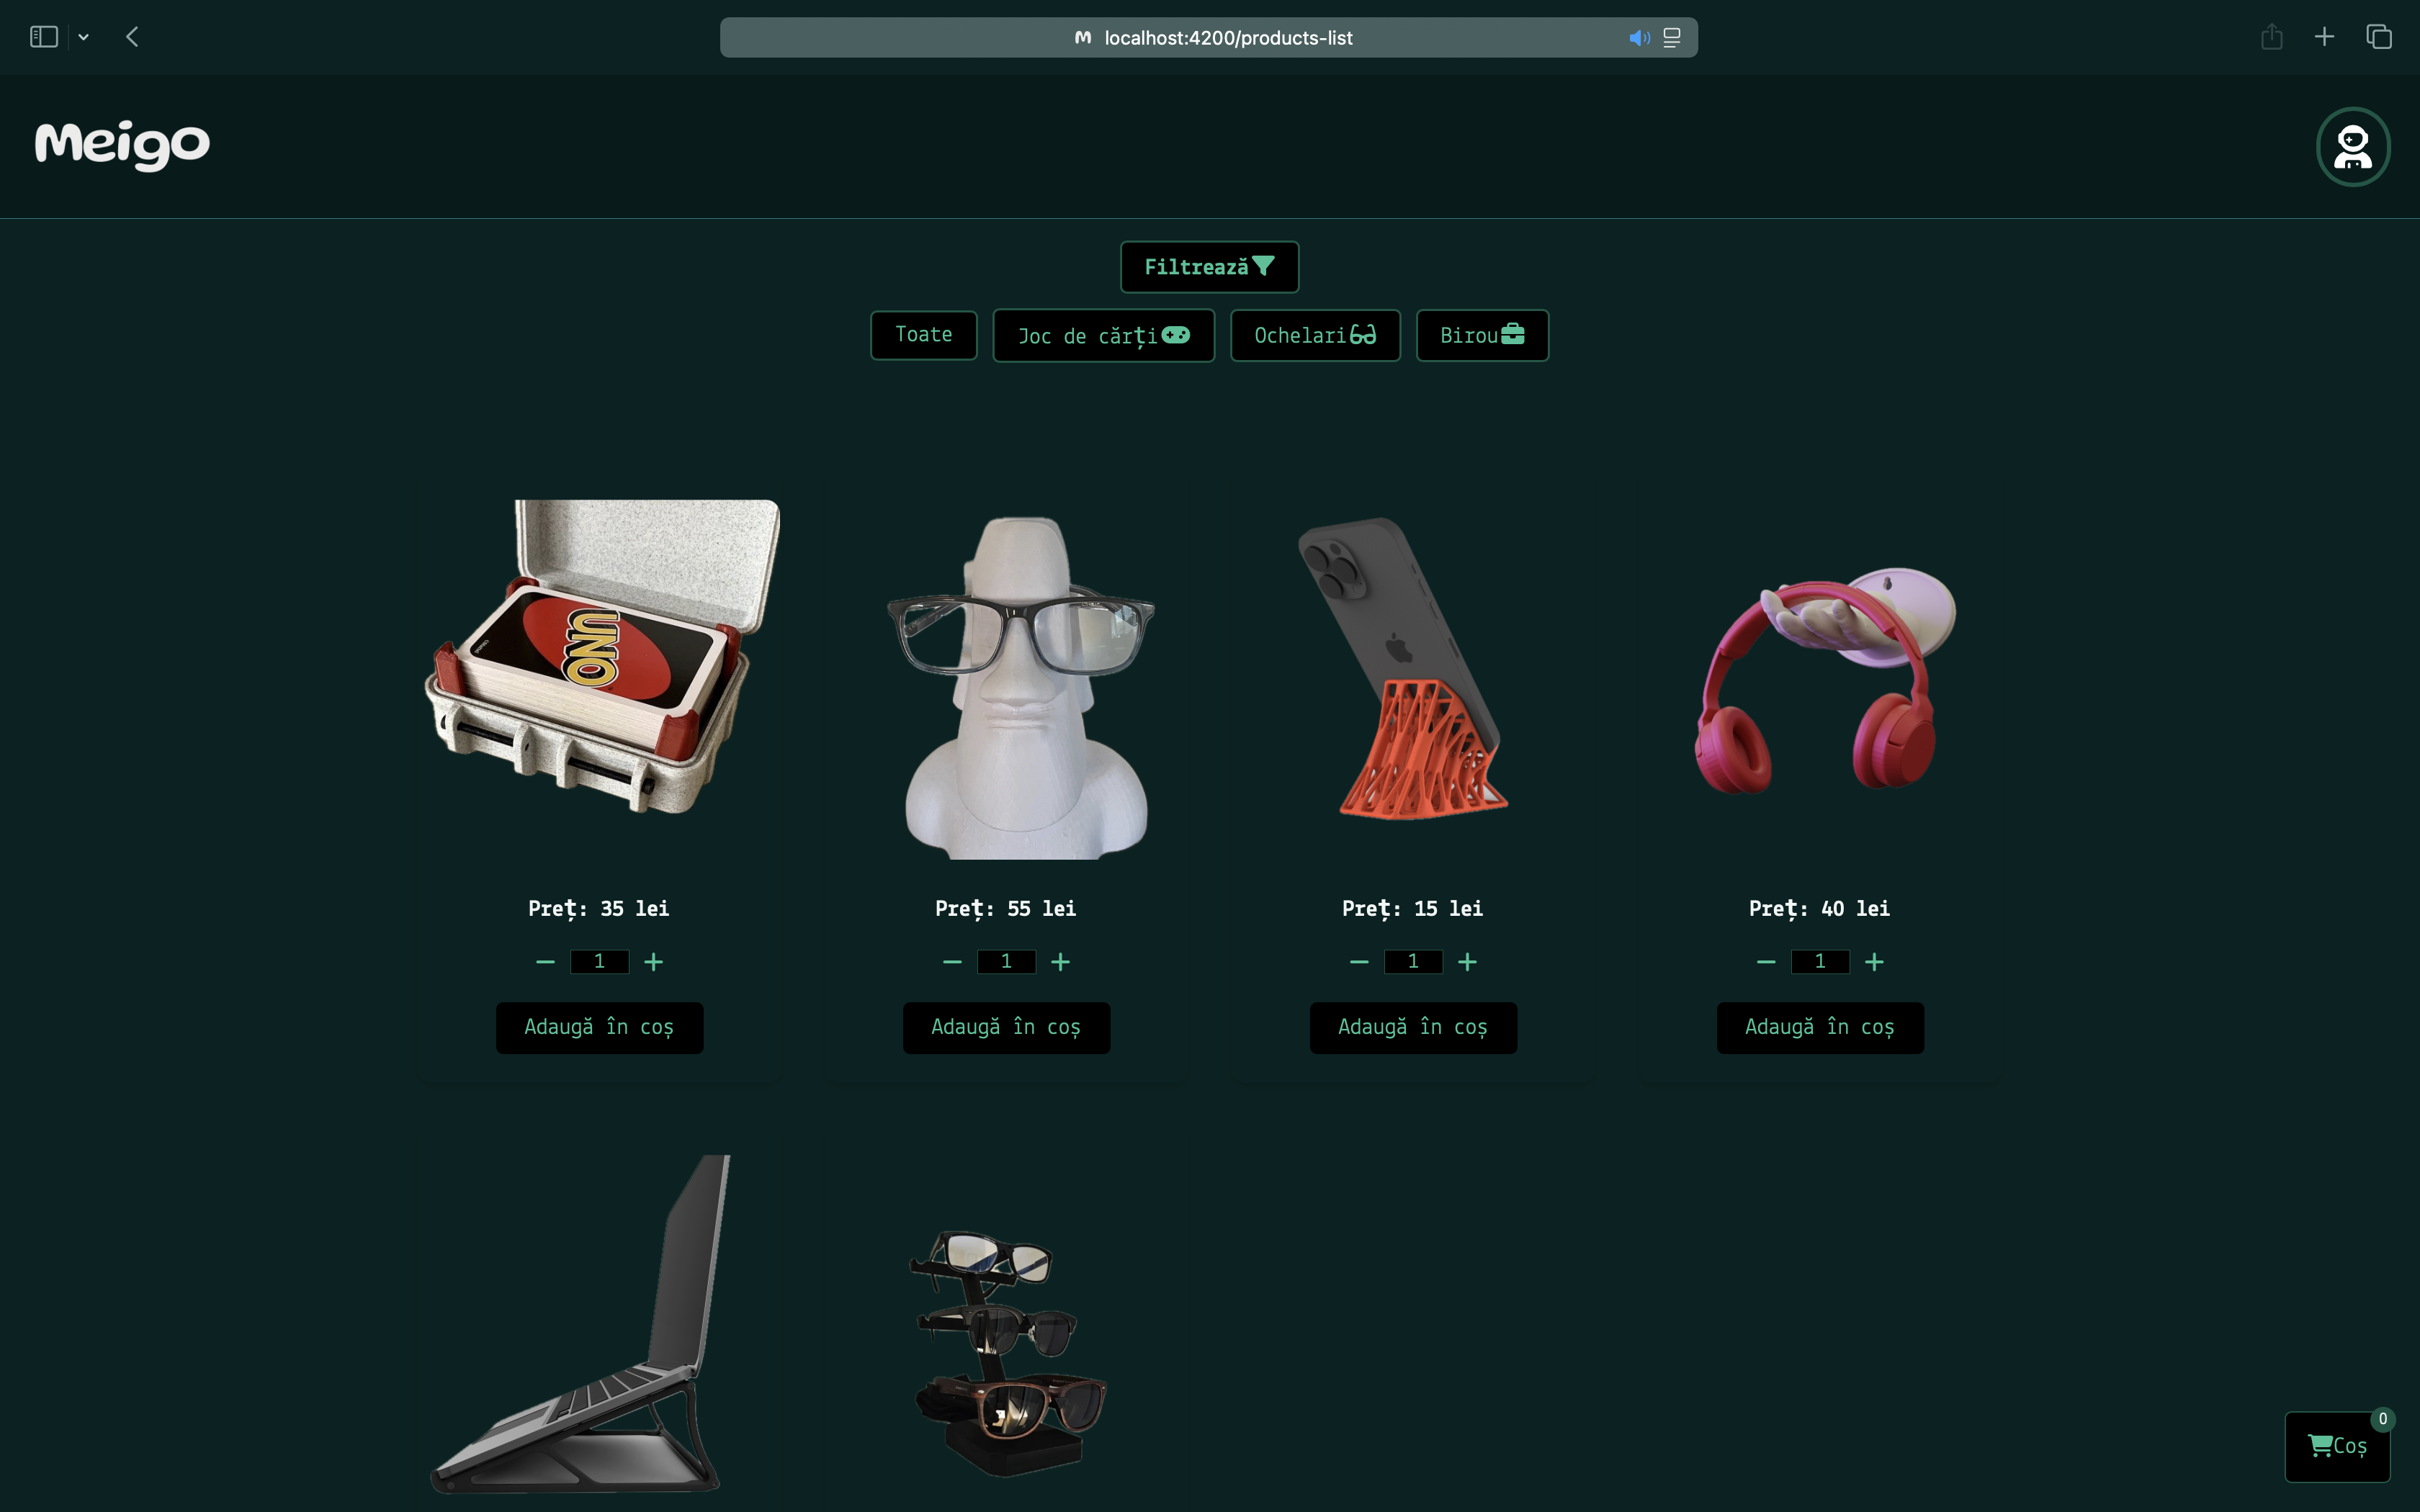 localhost:4200/products-list
Meigo
Filtrează
Toate
Joc de cărți
Ochelari
Birou
UNO
Preț: 35 lei
1
Adaugă în coș
Preț: 55 lei
1
Adaugă în coș
Preț: 15 lei
1
Adaugă în coș
Preț: 40 lei
1
Adaugă în coș
0
Coș